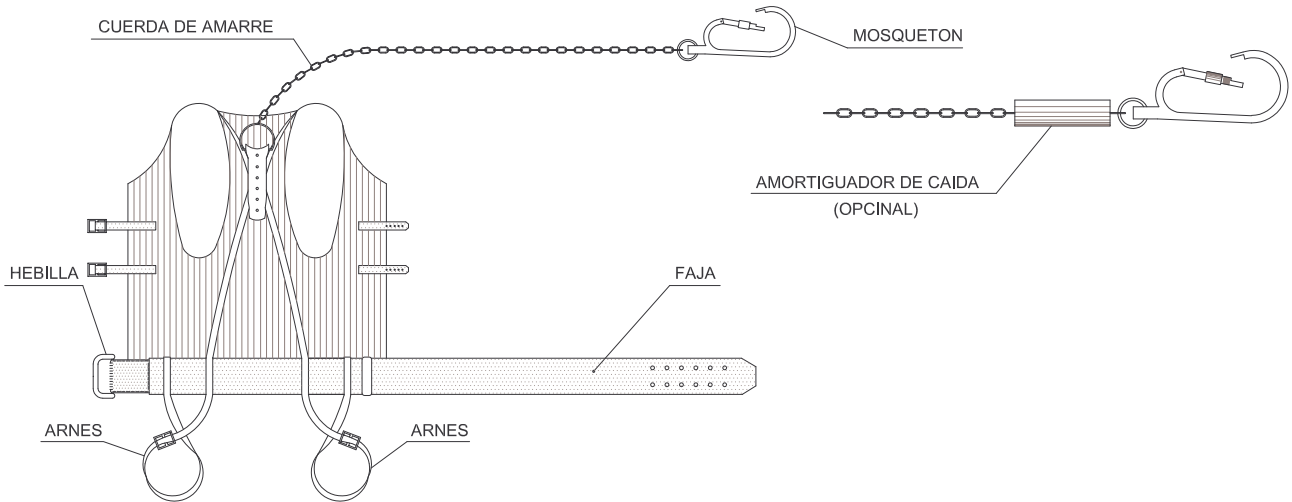 CUERDA DE AMARRE
MOSQUETON
AMORTIGUADOR DE CAIDA
(OPCINAL)
HEBILLA
FAJA
ARNES
ARNES